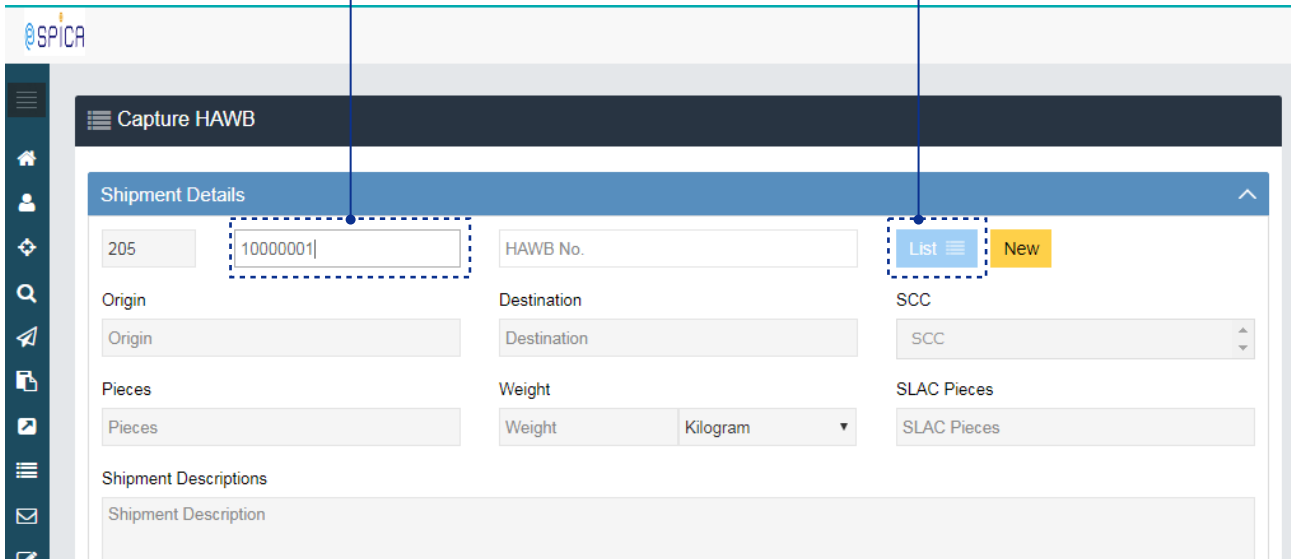 eSPICA
Capture HAWB
Shipment Details
205 10000001 HAWB No. List New
Origin Destination SCC
Origin Destination SCC
Pieces Weight SLAC Pieces
Pieces Weight Kilogram SLAC Pieces
Shipment Descriptions
Shipment Description